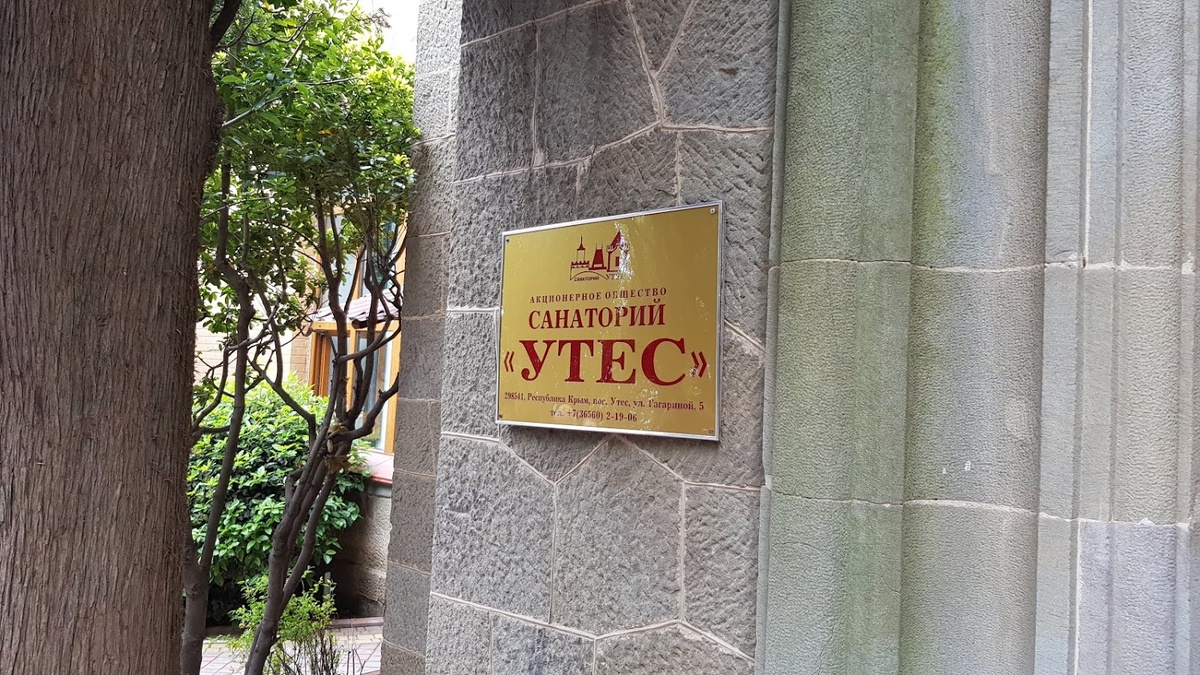 САНАТОРИЙ УТЕС
АКЦИОНЕРНОЕ ОБЩЕСТВО
САНАТОРИЙ
«УТЕС»
298541, Республика Крым, пос. Утес, ул. Гагариной, 5
тел. +7(36560) 2-19-06